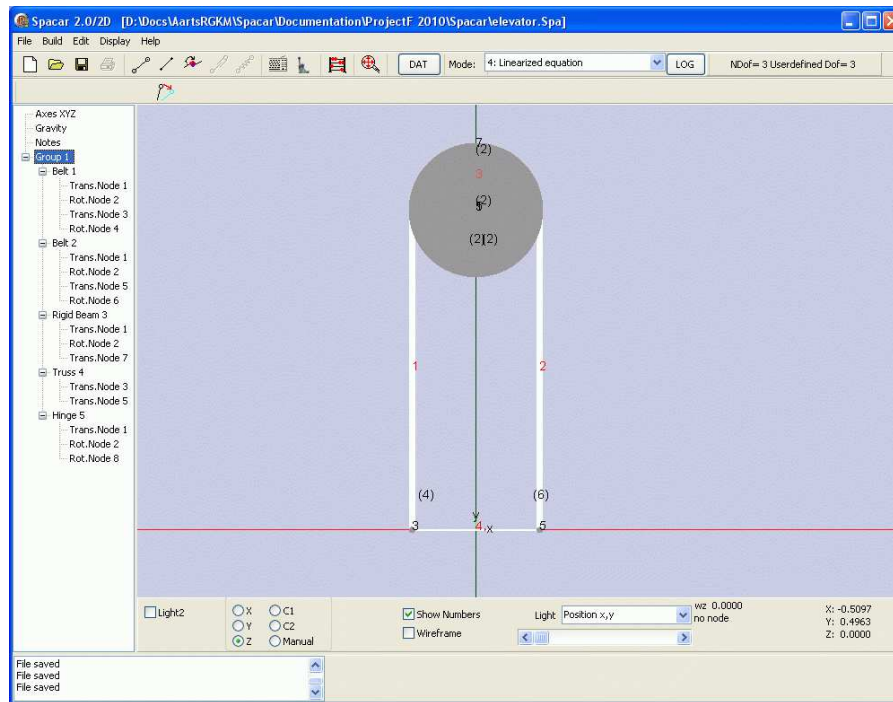 Spacar 2.0/2D [D:\Docs\AartsRGKM\Spacar\Documentation\ProjectF 2010\Spacar\elevator.Spa]
File Build Edit Display Help
DAT Mode: 4: Linearized equation LOG NDof= 3 Userdefined Dof= 3
Axes XYZ
Gravity
Notes
Group 1
Belt 1
Trans.Node 1
Rot.Node 2
Trans.Node 3
Rot.Node 4
Belt 2
Trans.Node 1
Rot.Node 2
Trans.Node 5
Rot.Node 6
Rigid Beam 3
Trans.Node 1
Rot.Node 2
Trans.Node 7
Truss 4
Trans.Node 3
Trans.Node 5
Hinge 5
Trans.Node 1
Rot.Node 2
Rot.Node 8
7
(2)
3
(2)
(2)(2)
1 2
(4) (6)
y
3 4 x 5
Light2
X C1
Y C2
Z Manual
Show Numbers
Wireframe
Light Position x,y
wz 0.0000
no node
X: -0.5097
Y: 0.4963
Z: 0.0000
File saved
File saved
File saved